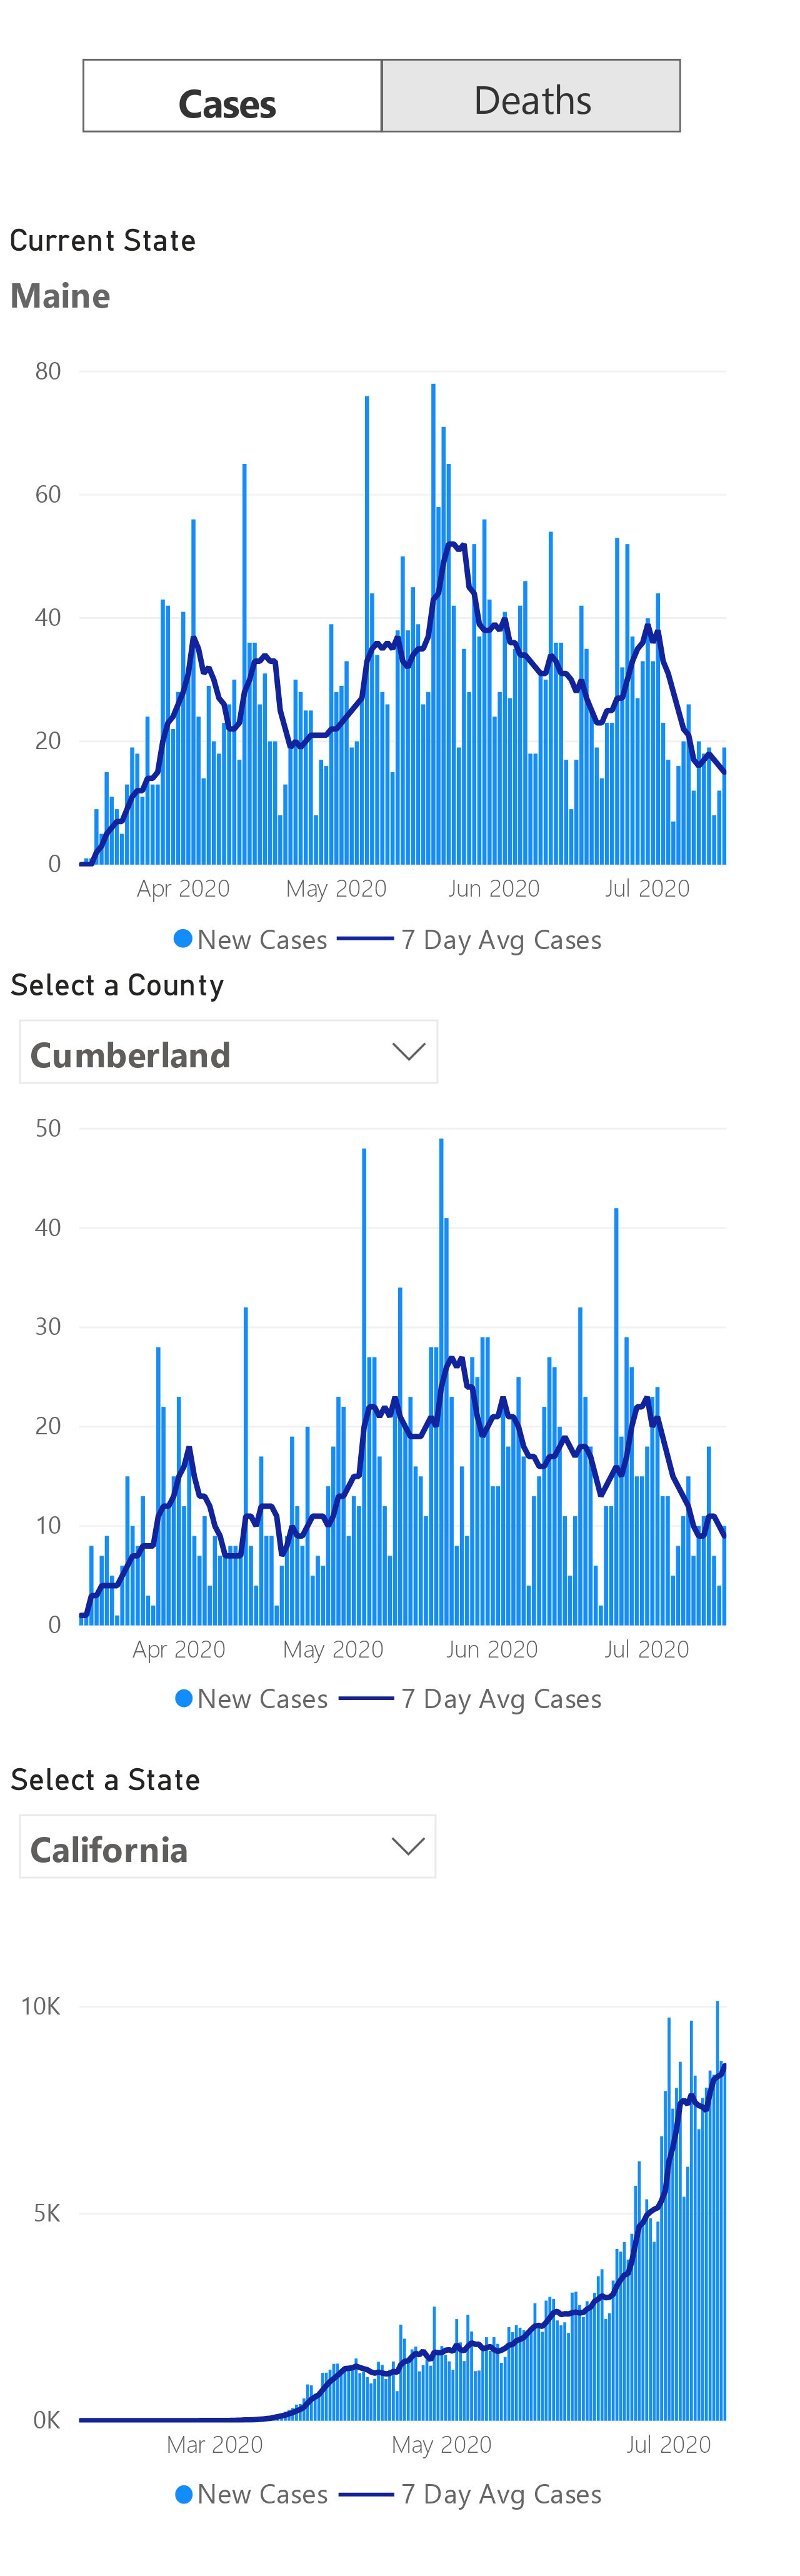 Cases Deaths
Current State
Maine
80
60
40
20
0
Apr 2020 May 2020 Jun 2020 Jul 2020
New Cases 7 Day Avg Cases
Select a County
Cumberland
50
40
30
20
10
0
Apr 2020 May 2020 Jun 2020 Jul 2020
New Cases 7 Day Avg Cases
Select a State
California
10K
5K
0K
Mar 2020 May 2020 Jul 2020
New Cases 7 Day Avg Cases